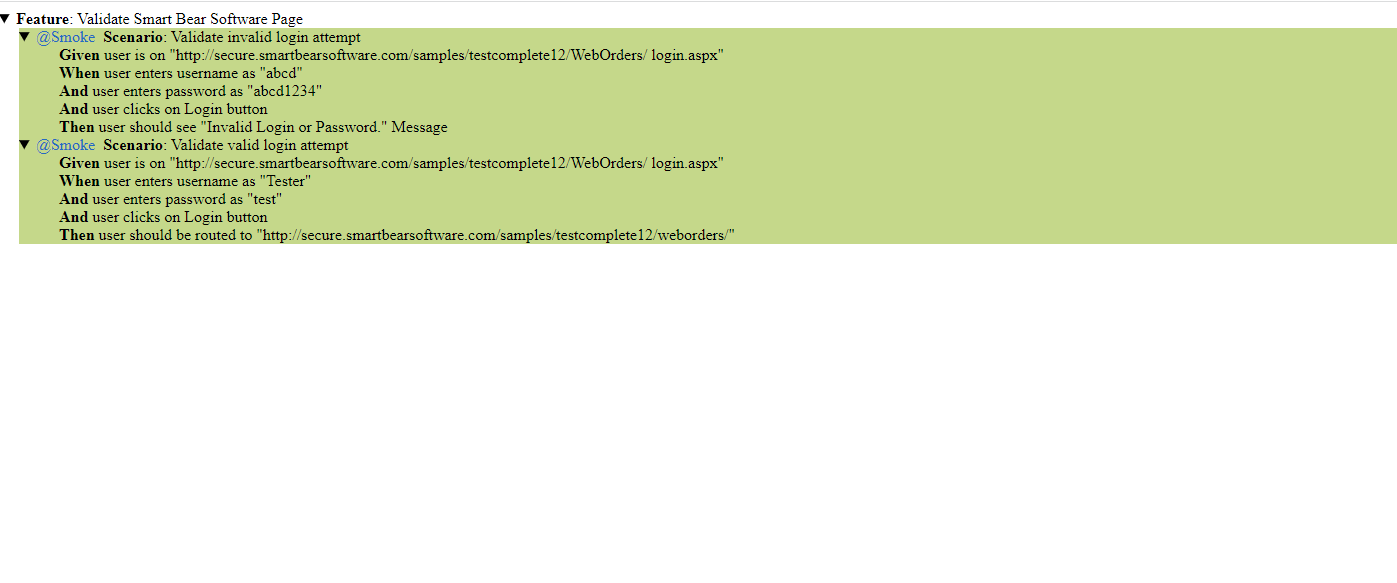 Feature: Validate Smart Bear Software Page
@Smoke Scenario: Validate invalid login attempt
Given user is on "http://secure.smartbearsoftware.com/samples/testcomplete12/WebOrders/ login.aspx"
When user enters username as "abcd"
And user enters password as "abcd1234"
And user clicks on Login button
Then user should see "Invalid Login or Password." Message
@Smoke Scenario: Validate valid login attempt
Given user is on "http://secure.smartbearsoftware.com/samples/testcomplete12/WebOrders/ login.aspx"
When user enters username as "Tester"
And user enters password as "test"
And user clicks on Login button
Then user should be routed to "http://secure.smartbearsoftware.com/samples/testcomplete12/weborders/"